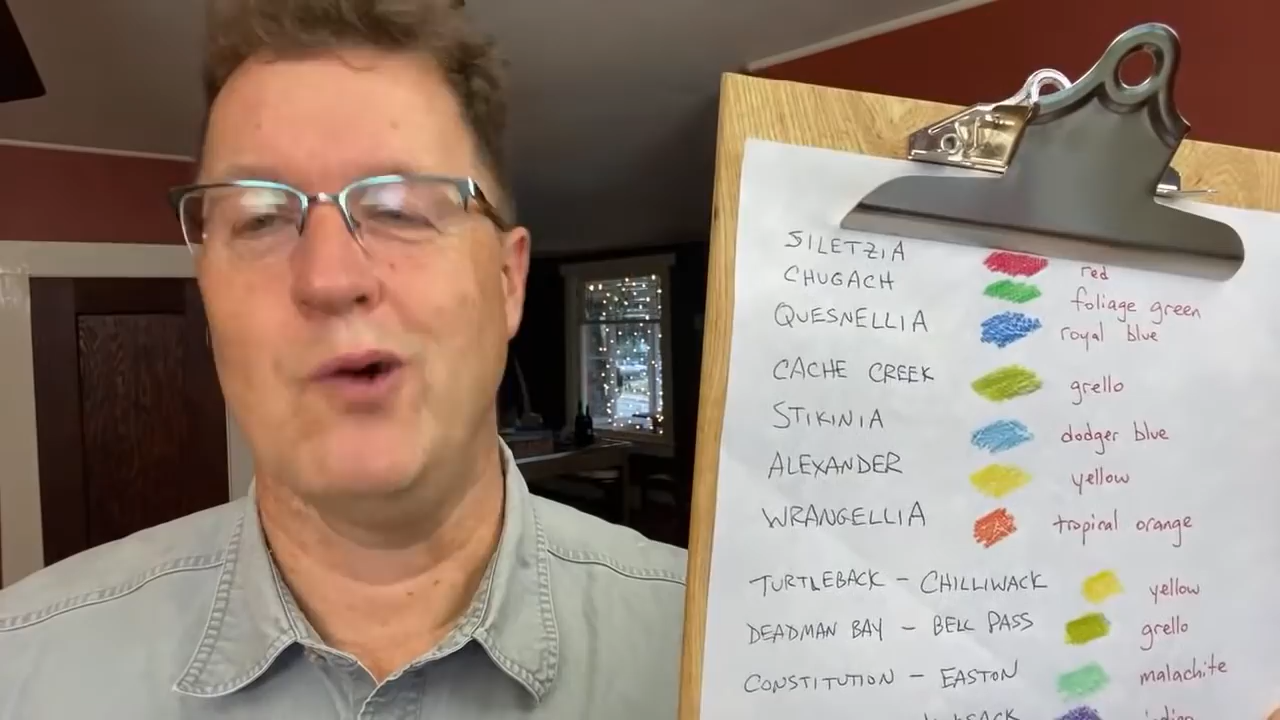 SILETZIA red
CHUGACH foliage green
QUESNELLIA royal blue
CACHE CREEK grello
STIKINIA dodger blue
ALEXANDER yellow
WRANGELLIA tropical orange
TURTLEBACK – CHILLIWACK yellow
DEADMAN BAY – BELL PASS grello
CONSTITUTION – EASTON malachite
indigo